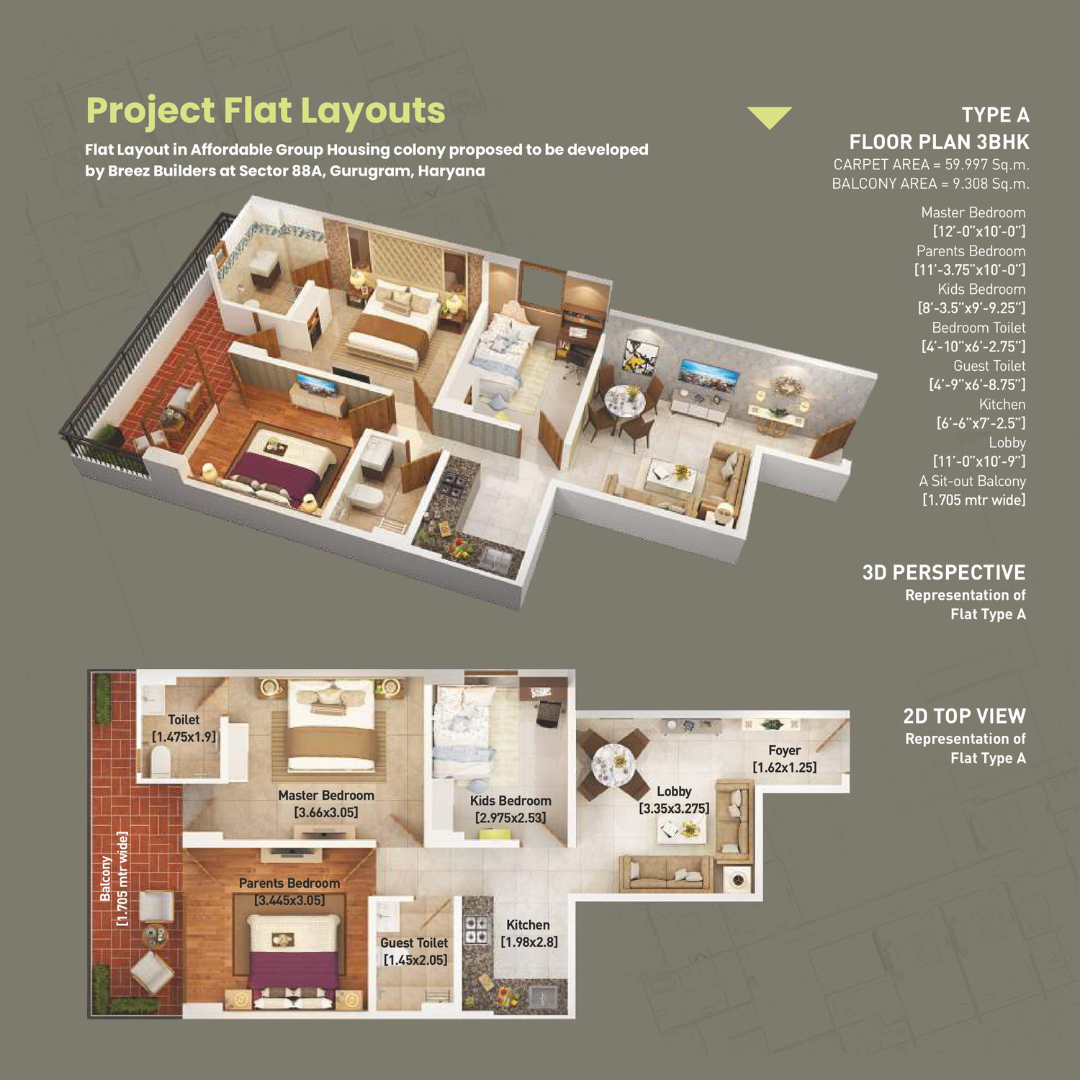 Project Flat Layouts
Flat Layout in Affordable Group Housing colony proposed to be developed
by Breez Builders at Sector 88A, Gurugram, Haryana
TYPE A
FLOOR PLAN 3BHK
CARPET AREA = 59.997 Sq.m.
BALCONY AREA = 9.308 Sq.m.
Master Bedroom
[12'-0"x10'-0"]
Parents Bedroom
[11'-3.75"x10'-0"]
Kids Bedroom
[8'-3.5"x9'-9.25"]
Bedroom Toilet
[4'-10"x6'-2.75"]
Guest Toilet
[4'-9"x6'-8.75"]
Kitchen
[6'-6"x7'-2.5"]
Lobby
[11'-0"x10'-9"]
A Sit-out Balcony
[1.705 mtr wide]
3D PERSPECTIVE
Representation of
Flat Type A
2D TOP VIEW
Representation of
Flat Type A
Toilet
[1.475x1.9]
Master Bedroom
[3.66x3.05]
Kids Bedroom
[2.975x2.53]
Lobby
[3.35x3.275]
Foyer
[1.62x1.25]
Balcony
[1.705 mtr wide]
Parents Bedroom
[3.445x3.05]
Guest Toilet
[1.45x2.05]
Kitchen
[1.98x2.8]